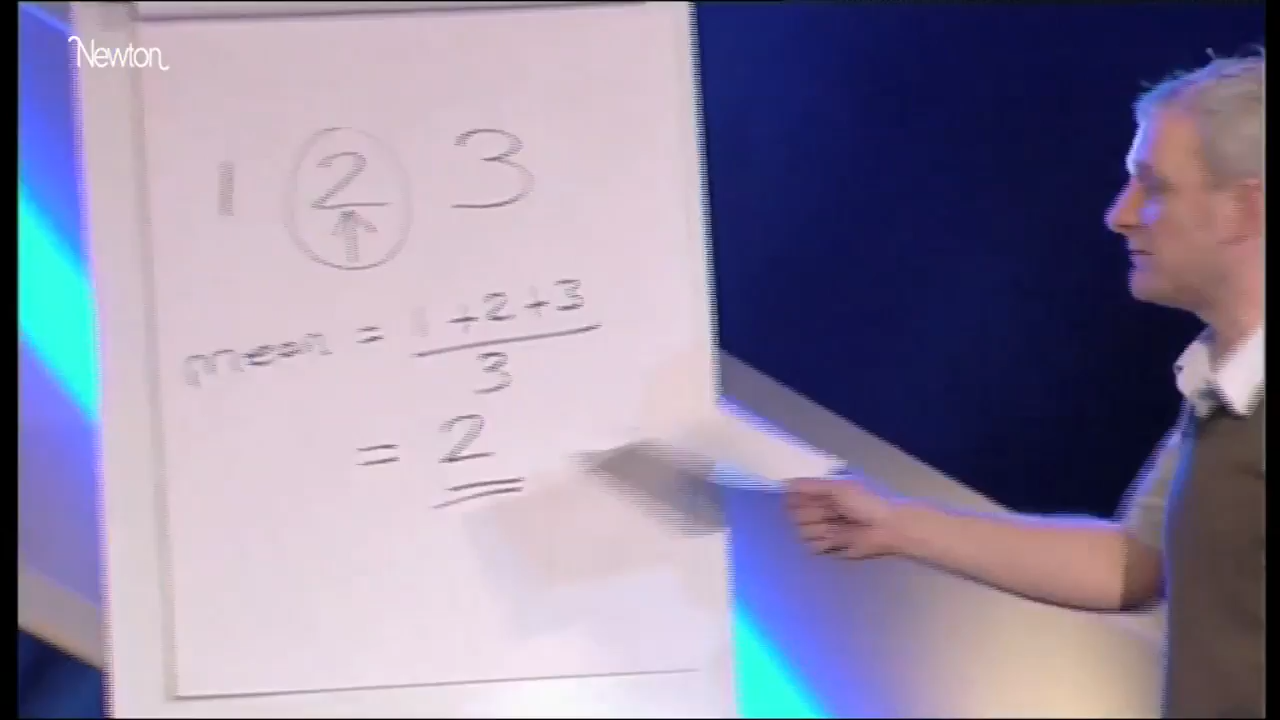 Newton
1 2 3
↑
mean = 1+2+3
3
= 2